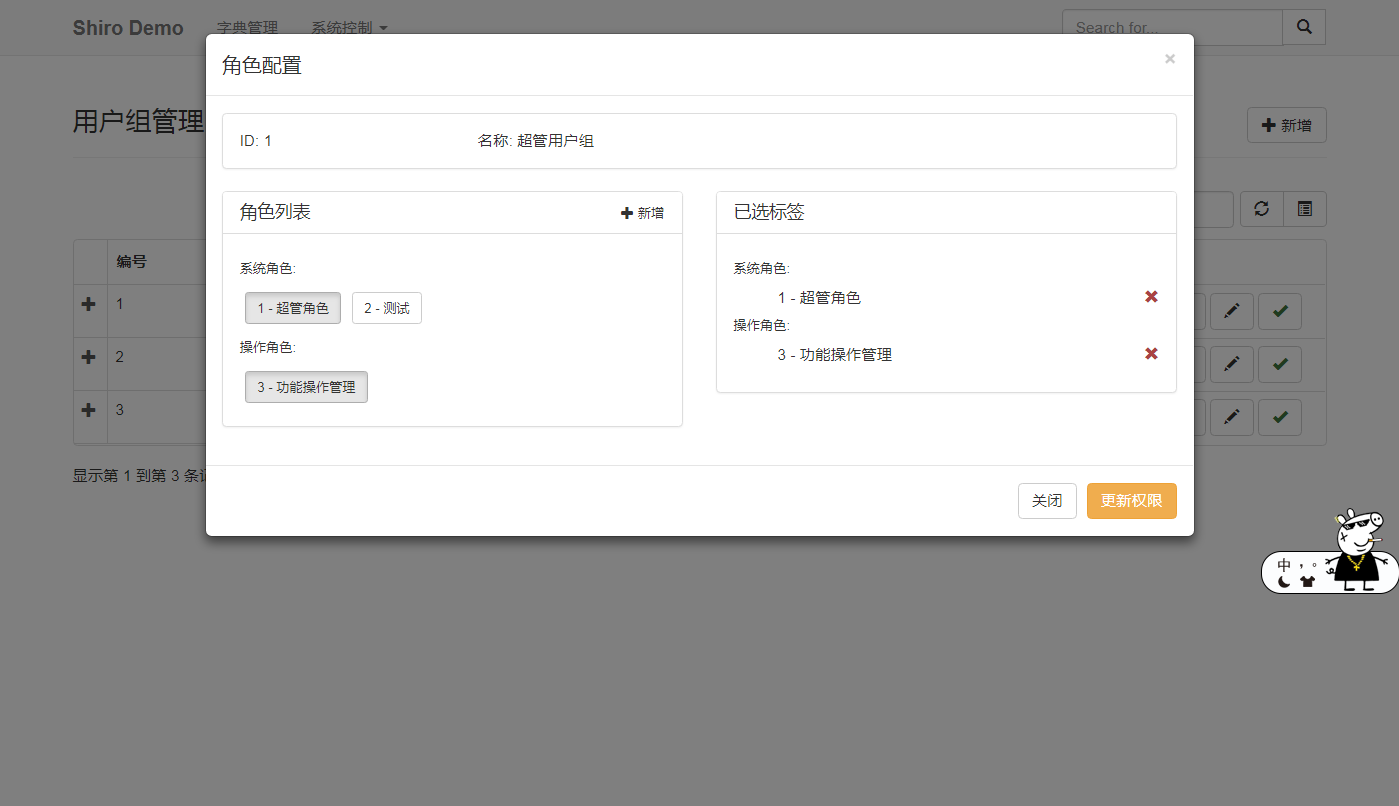 Shiro Demo 字典管理 系统控制 Search for...
角色配置 ×
用户组管理 新增
ID: 1 名称: 超管用户组
角色列表 新增 已选标签
编号
系统角色: 系统角色:
1 - 超管角色 2 - 测试 1 - 超管角色
1
操作角色: 操作角色:
2 3 - 功能操作管理
3 - 功能操作管理
3
显示第 1 到第 3 条
关闭 更新权限
中 , 。